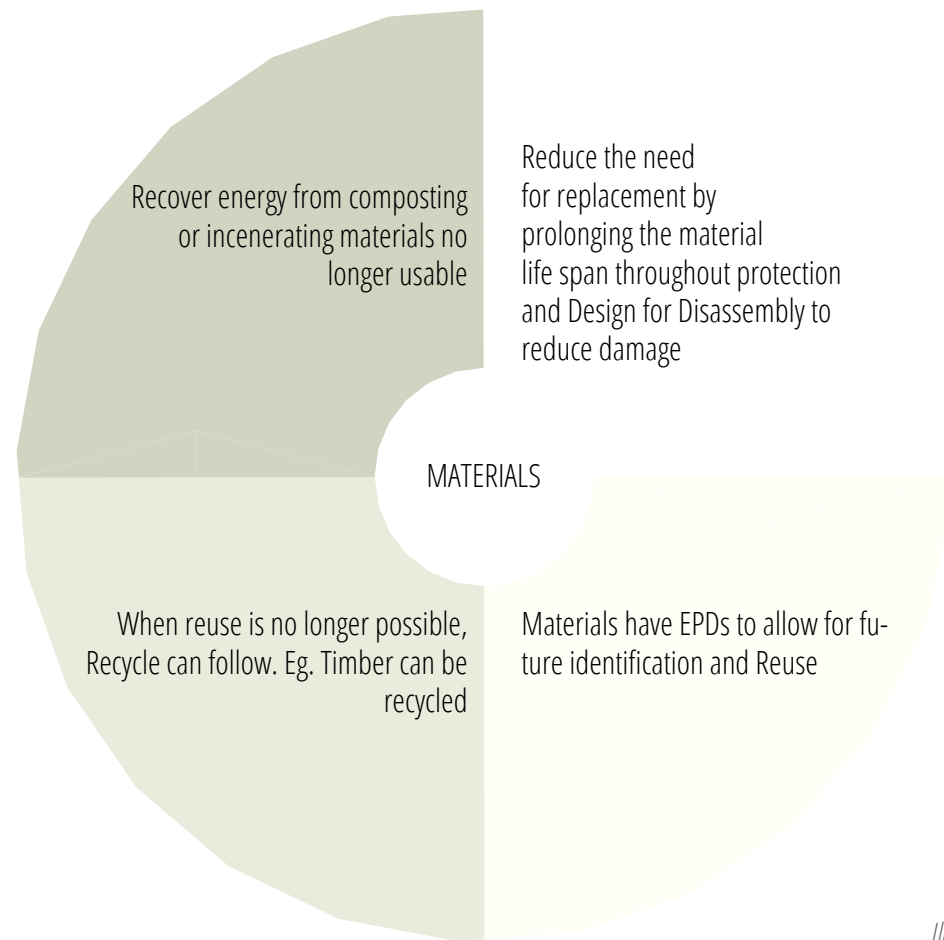 Recover energy from composting
or incenerating materials no
longer usable
Reduce the need
for replacement by
prolonging the material
life span throughout protection
and Design for Disassembly to
reduce damage
MATERIALS
When reuse is no longer possible,
Recycle can follow. Eg. Timber can be
recycled
Materials have EPDs to allow for fu-
ture identification and Reuse